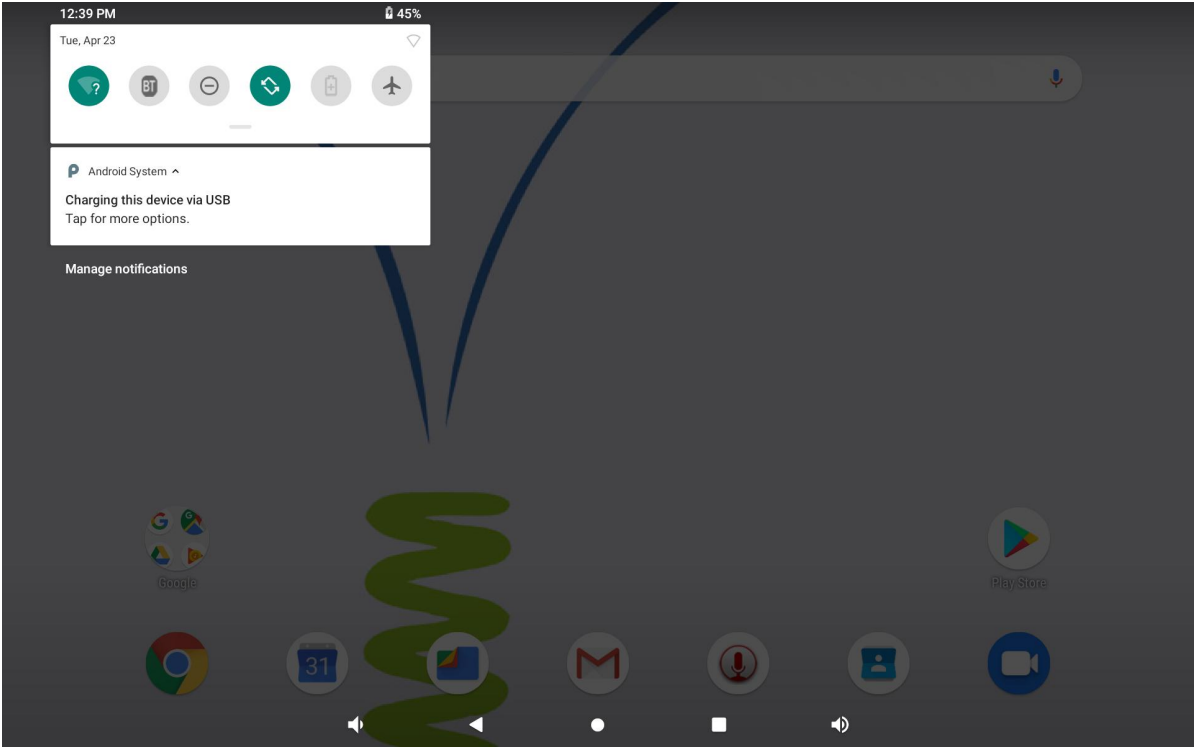 12:39 PM
45%
Tue, Apr 23
?
BT
Android System
Charging this device via USB
Tap for more options.
Manage notifications
Google
Play Store
31